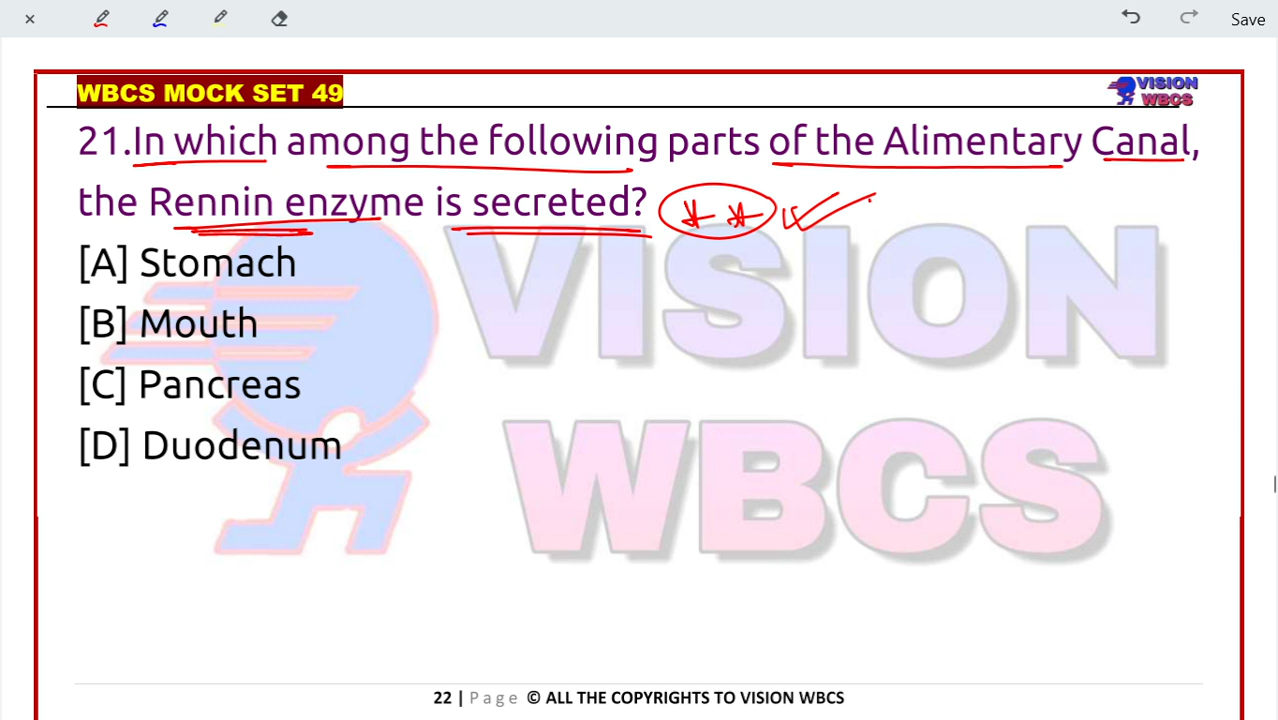 Save
WBCS MOCK SET 49
VISION
WBCS
21.In which among the following parts of the Alimentary Canal,
the Rennin enzyme is secreted?
[A] Stomach
[B] Mouth
[C] Pancreas
[D] Duodenum
VISION
WBCS
22 | Page © ALL THE COPYRIGHTS TO VISION WBCS